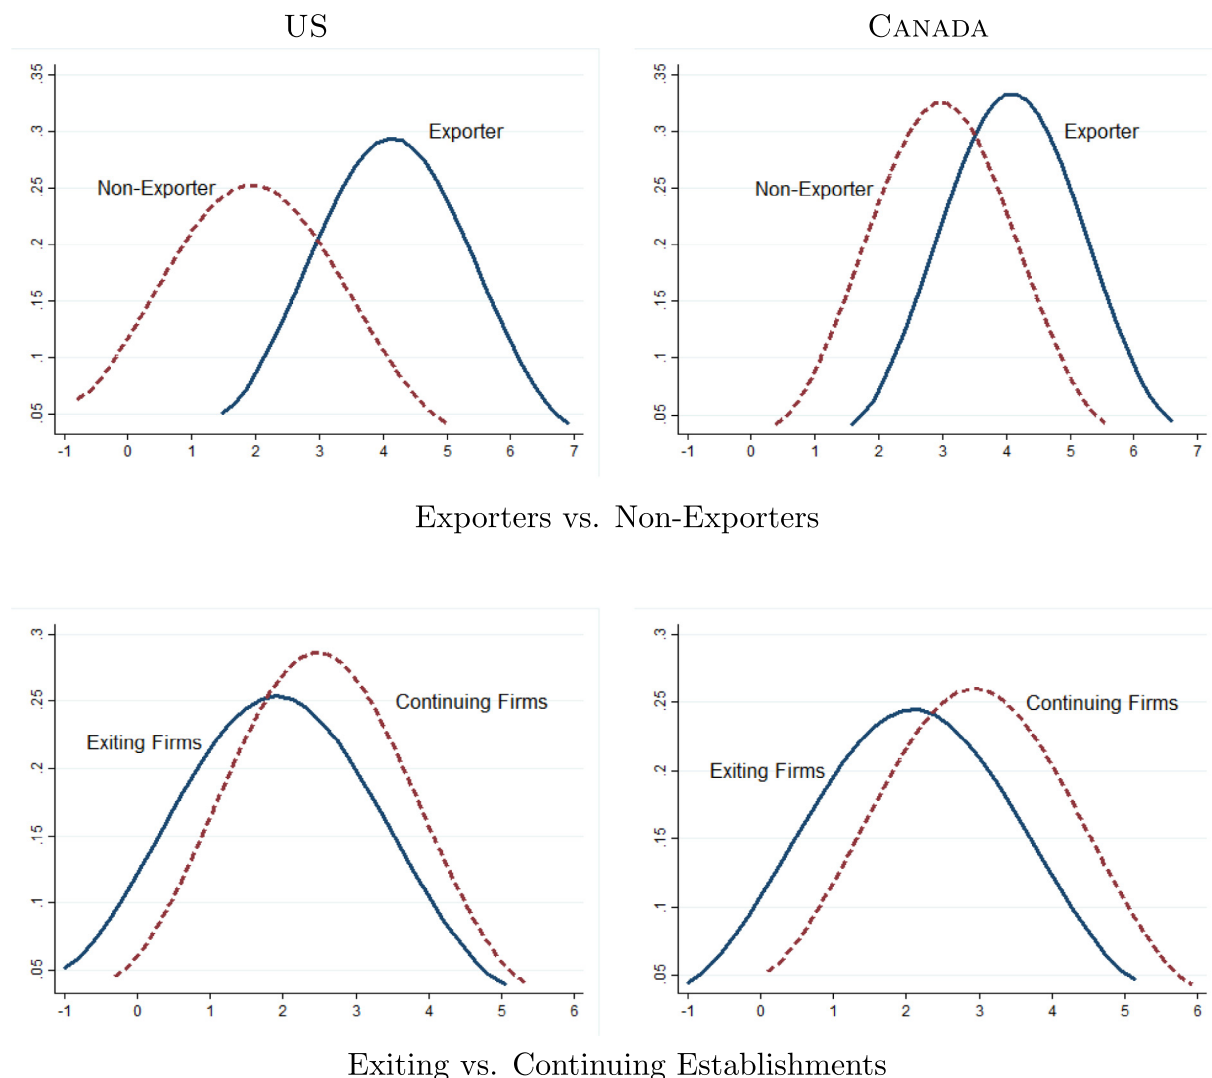 US
CANADA
.35
.3
.25
.2
.15
.1
.05
Exporter
Non-Exporter
-1 0 1 2 3 4 5 6 7
.35
.3
.25
.2
.15
.1
.05
Exporter
Non-Exporter
-1 0 1 2 3 4 5 6 7
Exporters vs. Non-Exporters
.3
.25
.2
.15
.1
.05
Continuing Firms
Exiting Firms
-1 0 1 2 3 4 5 6
.3
.25
.2
.15
.1
.05
Continuing Firms
Exiting Firms
-1 0 1 2 3 4 5 6
Exiting vs. Continuing Establishments